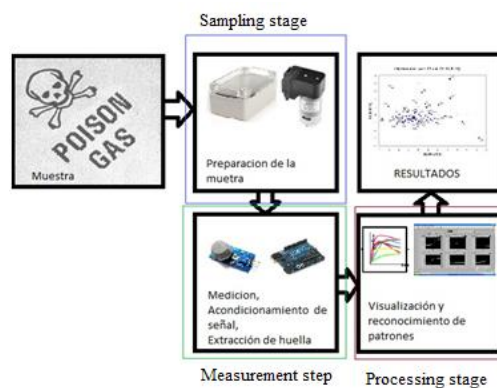 Sampling stage
POISON
GAS
Muestra
Preparacion de la
muetra
RESULTADOS
Medicion,
Acondicionamiento de
señal,
Extracción de huella
Visualización y
reconocimiento de
patrones
Measurement step
Processing stage